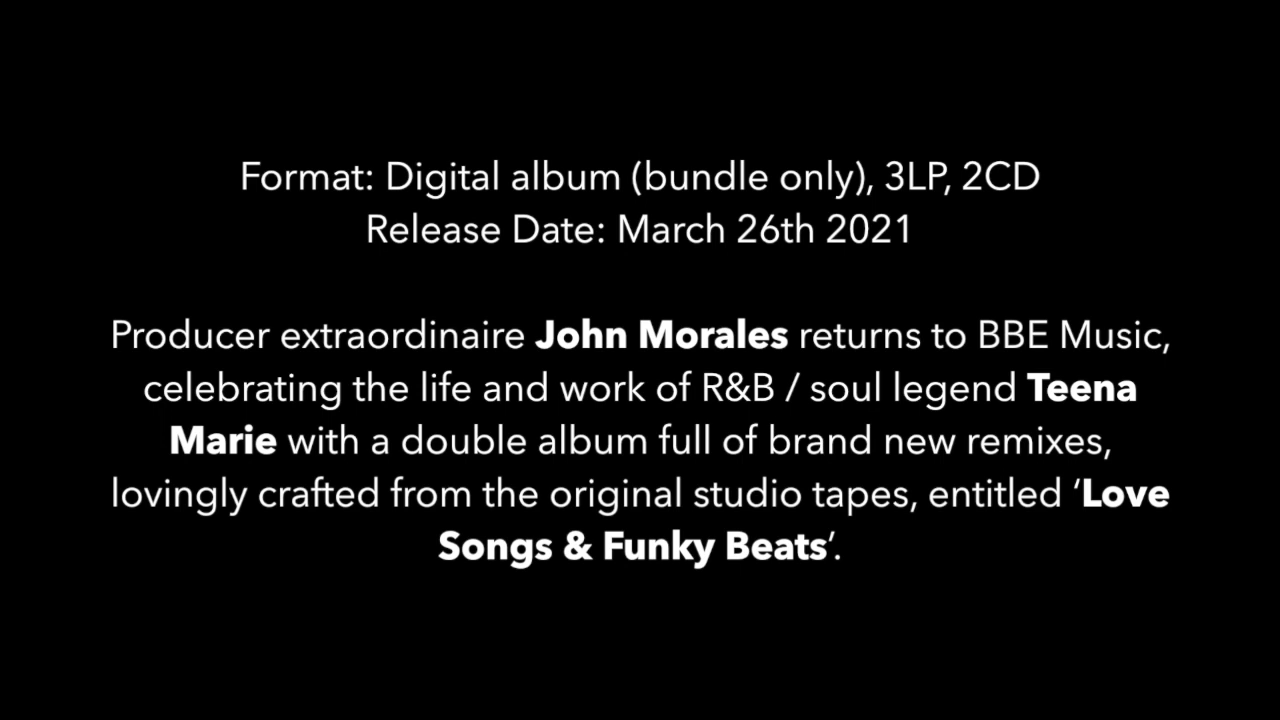 Format: Digital album (bundle only), 3LP, 2CD
Release Date: March 26th 2021
Producer extraordinaire John Morales returns to BBE Music,
celebrating the life and work of R&B / soul legend Teena
Marie with a double album full of brand new remixes,
lovingly crafted from the original studio tapes, entitled ‘Love
Songs & Funky Beats’.